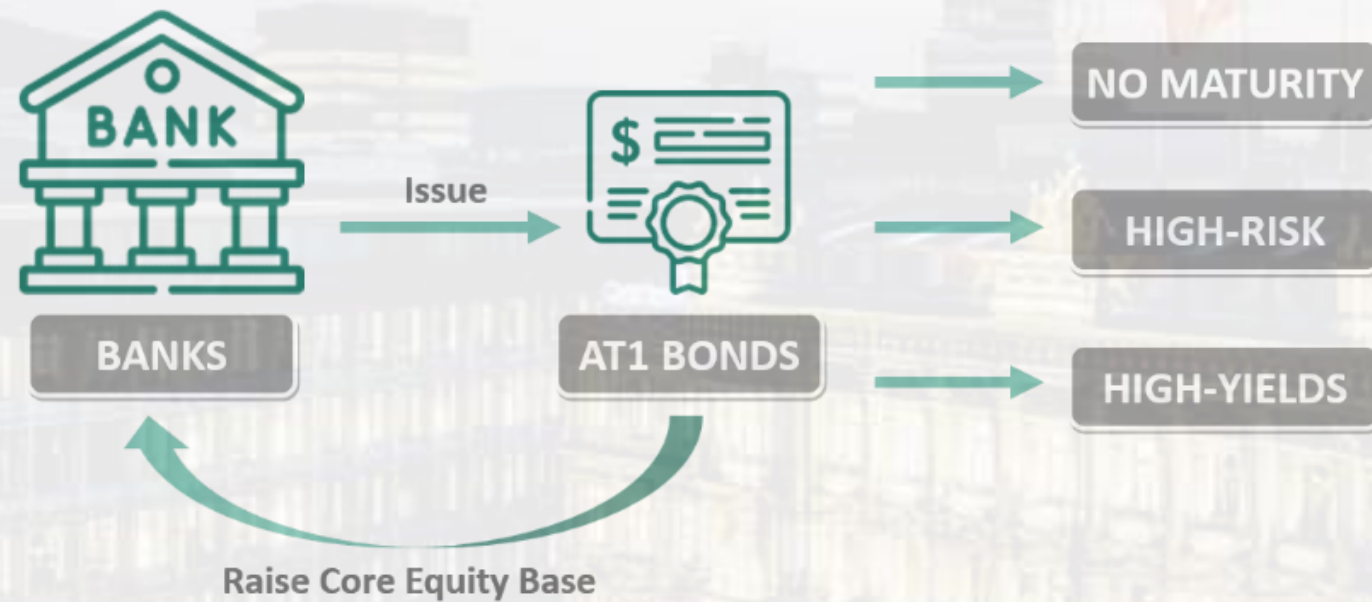 BANK
Issue
$
BANKS
AT1 BONDS
NO MATURITY
HIGH-RISK
HIGH-YIELDS
Raise Core Equity Base